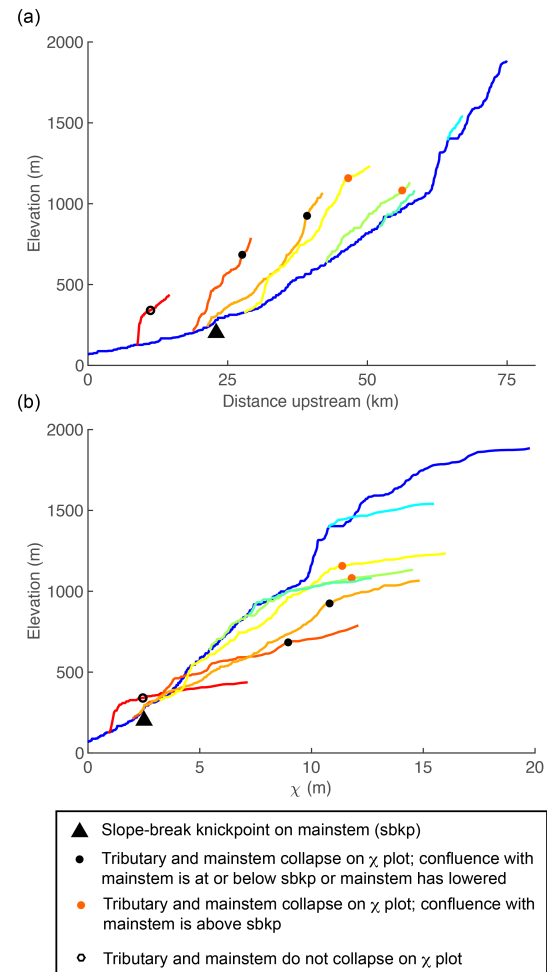 (a)
2000
1500
1000
500
0
Elevation (m)
0 25 50 75
Distance upstream (km)
(b)
2000
1500
1000
500
0
Elevation (m)
0 5 10 15 20
χ (m)
Slope-break knickpoint on mainstem (sbkp)
Tributary and mainstem collapse on χ plot; confluence with
mainstem is at or below sbkp or mainstem has lowered
Tributary and mainstem collapse on χ plot; confluence with
mainstem is above sbkp
Tributary and mainstem do not collapse on χ plot